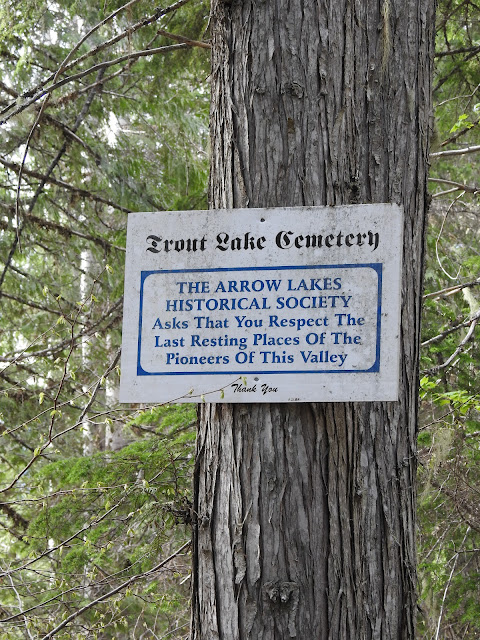 Trout Lake Cemetery
THE ARROW LAKES
HISTORICAL SOCIETY
Asks That You Respect The
Last Resting Places Of The
Pioneers Of This Valley
Thank You